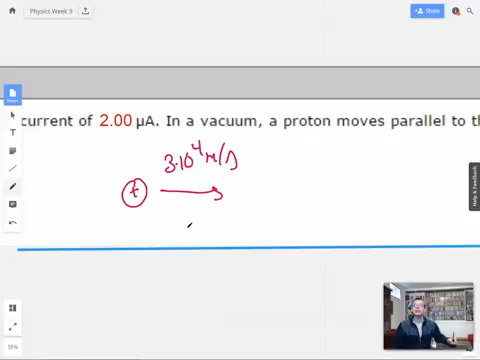 Physics Week 9
Share
current of 2.00 µA. In a vacuum, a proton moves parallel to th
3·10⁴ m/s
+
Help & Feedback
55%